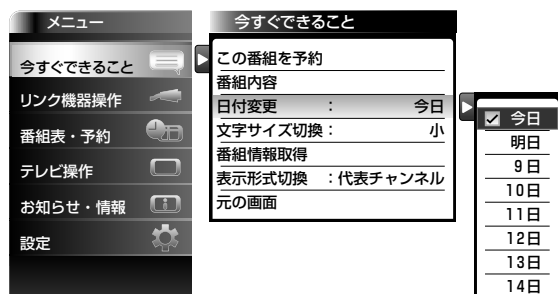 メニュー
今すぐできること
リンク機器操作
番組表・予約
テレビ操作
お知らせ・情報
設定
今すぐできること
この番組を予約
番組内容
日付変更 : 今日
文字サイズ切換 : 小
番組情報取得
表示形式切換 : 代表チャンネル
元の画面
今日
明日
9日
10日
11日
12日
13日
14日